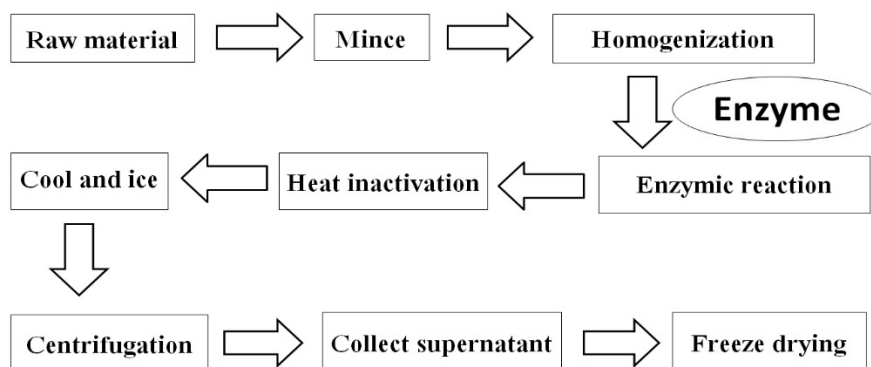 Raw material
Mince
Homogenization
Enzyme
Enzymic reaction
Heat inactivation
Cool and ice
Centrifugation
Collect supernatant
Freeze drying